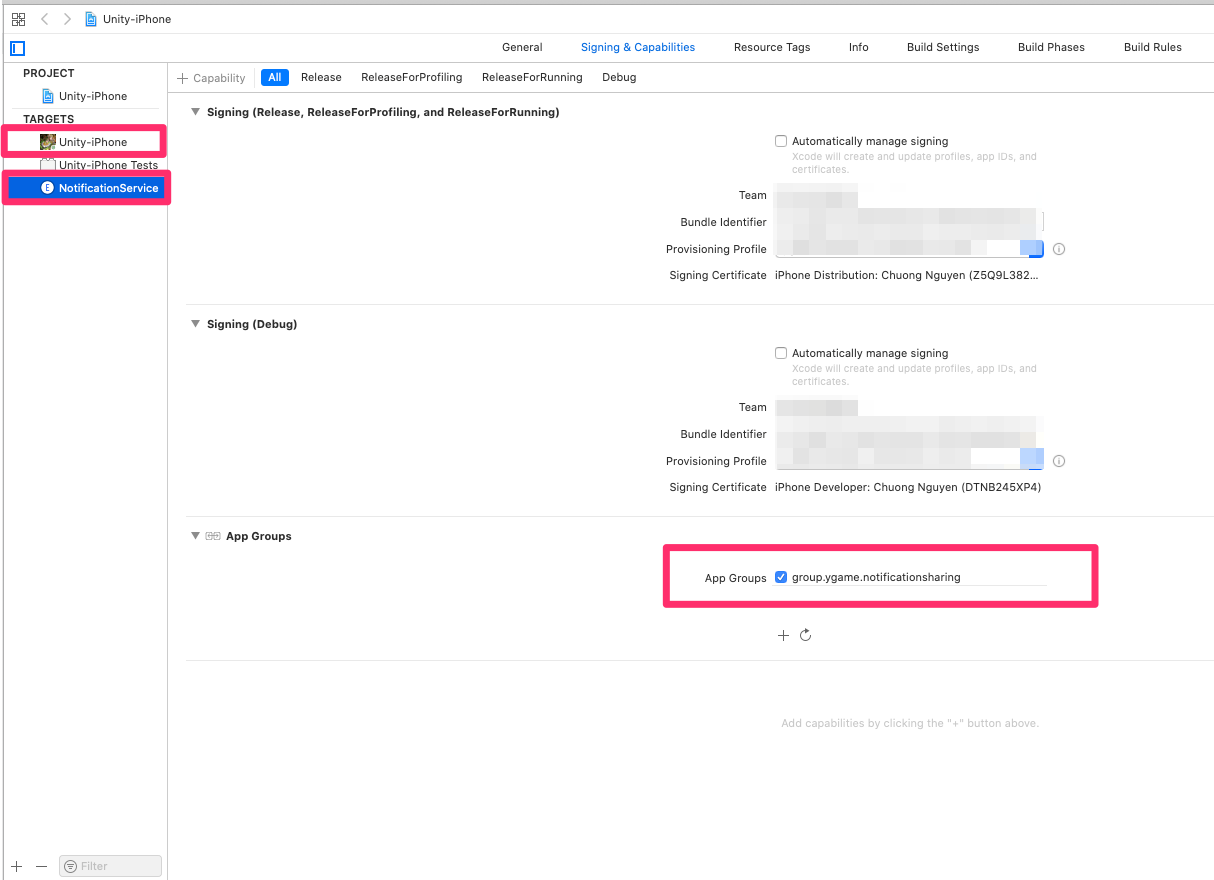 Unity-iPhone
General Signing & Capabilities Resource Tags Info Build Settings Build Phases Build Rules
PROJECT
Unity-iPhone
TARGETS
Unity-iPhone
Unity-iPhone Tests
E NotificationService
+ Capability All Release ReleaseForProfiling ReleaseForRunning Debug
Signing (Release, ReleaseForProfiling, and ReleaseForRunning)
Automatically manage signing
Xcode will create and update profiles, app IDs, and
certificates.
Team
Bundle Identifier
Provisioning Profile
Signing Certificate iPhone Distribution: Chuong Nguyen (Z5Q9L382...
Signing (Debug)
Automatically manage signing
Xcode will create and update profiles, app IDs, and
certificates.
Team
Bundle Identifier
Provisioning Profile
Signing Certificate iPhone Developer: Chuong Nguyen (DTNB245XP4)
App Groups
App Groups group.ygame.notificationsharing
Add capabilities by clicking the "+" button above.
Filter